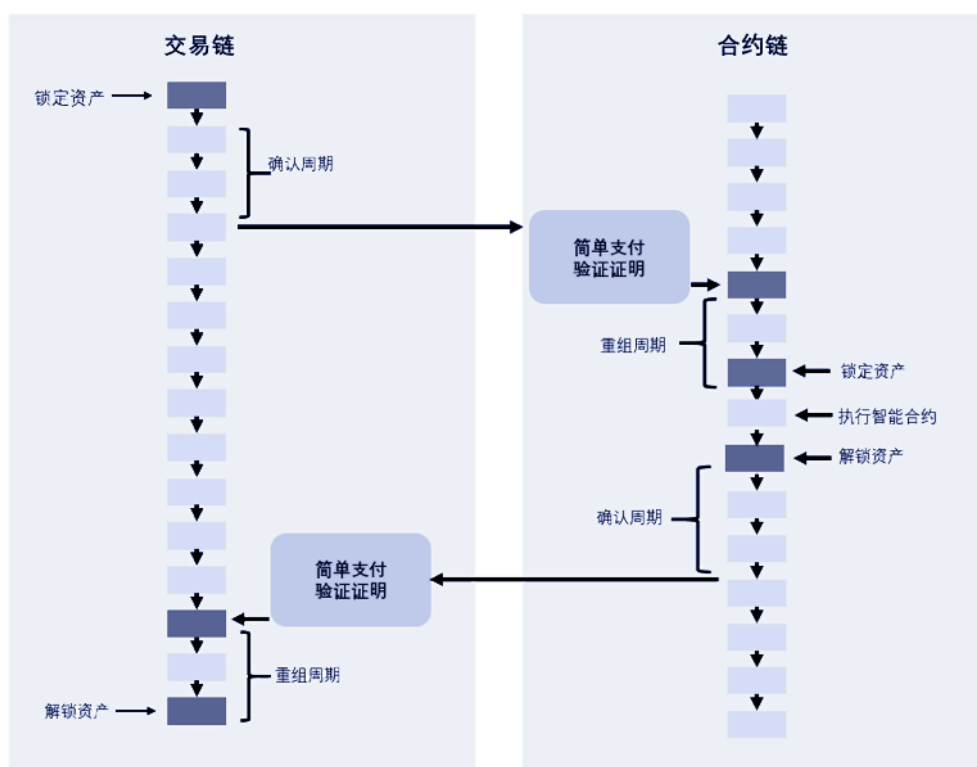 交易链
锁定资产
确认周期
简单支付
验证证明
重组周期
解锁资产
合约链
简单支付
验证证明
重组周期
锁定资产
执行智能合约
解锁资产
确认周期